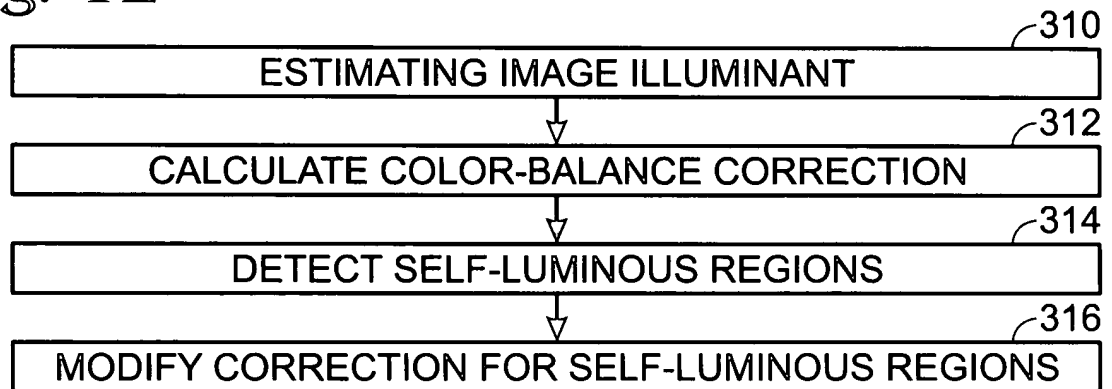 310
ESTIMATING IMAGE ILLUMINANT
312
CALCULATE COLOR-BALANCE CORRECTION
314
DETECT SELF-LUMINOUS REGIONS
316
MODIFY CORRECTION FOR SELF-LUMINOUS REGIONS